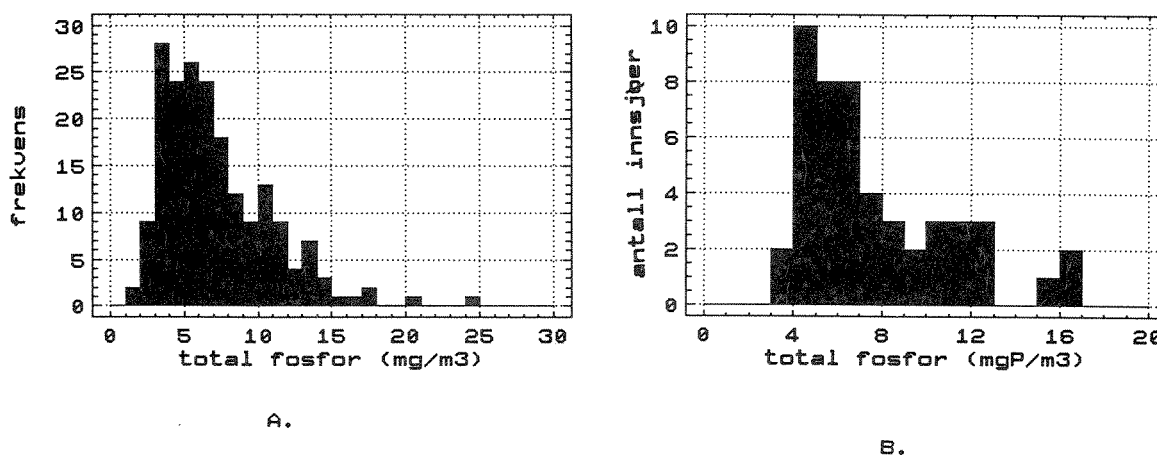 frekvens
30
25
20
15
10
5
0
0 5 10 15 20 25 30
total fosfor (mg/m3)
A.
antall innsjøer
10
8
6
4
2
0
0 4 8 12 16 20
total fosfor (mgP/m3)
B.